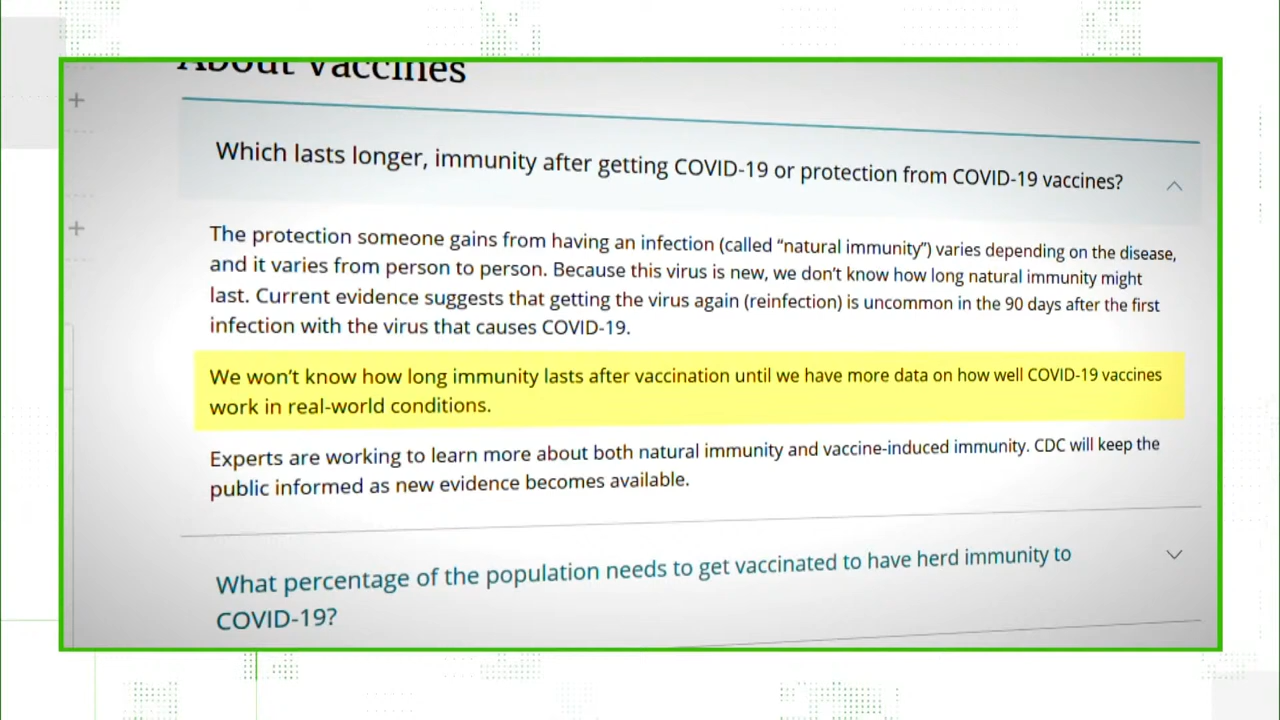 About Vaccines
Which lasts longer, immunity after getting COVID-19 or protection from COVID-19 vaccines?
The protection someone gains from having an infection (called “natural immunity”) varies depending on the disease,
and it varies from person to person. Because this virus is new, we don’t know how long natural immunity might
last. Current evidence suggests that getting the virus again (reinfection) is uncommon in the 90 days after the first
infection with the virus that causes COVID-19.
We won’t know how long immunity lasts after vaccination until we have more data on how well COVID-19 vaccines
work in real-world conditions.
Experts are working to learn more about both natural immunity and vaccine-induced immunity. CDC will keep the
public informed as new evidence becomes available.
What percentage of the population needs to get vaccinated to have herd immunity to
COVID-19?